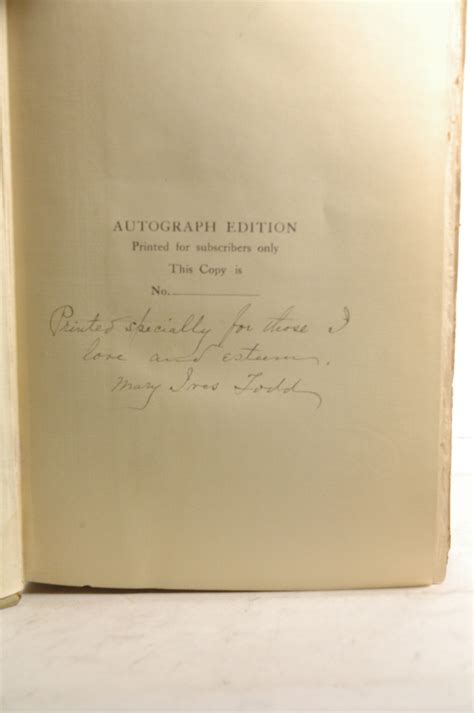 AUTOGRAPH EDITION
Printed for subscribers only
This Copy is
No.
Printed specially for those I
love and esteem.
Mary Ives Todd